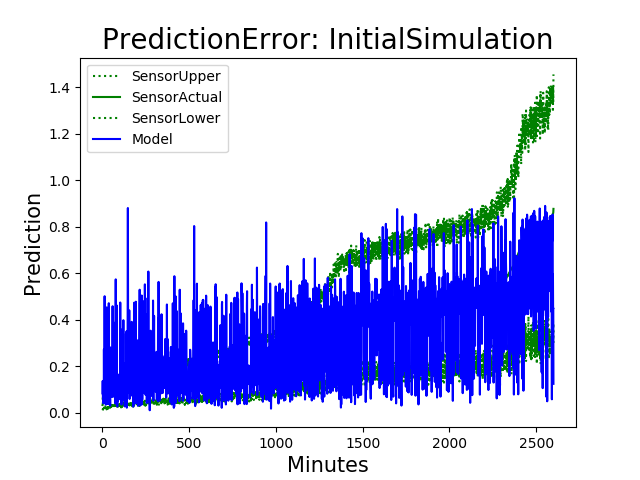 PredictionError: InitialSimulation
SensorUpper
SensorActual
SensorLower
Model
Prediction
1.4
1.2
1.0
0.8
0.6
0.4
0.2
0.0
0 500 1000 1500 2000 2500
Minutes